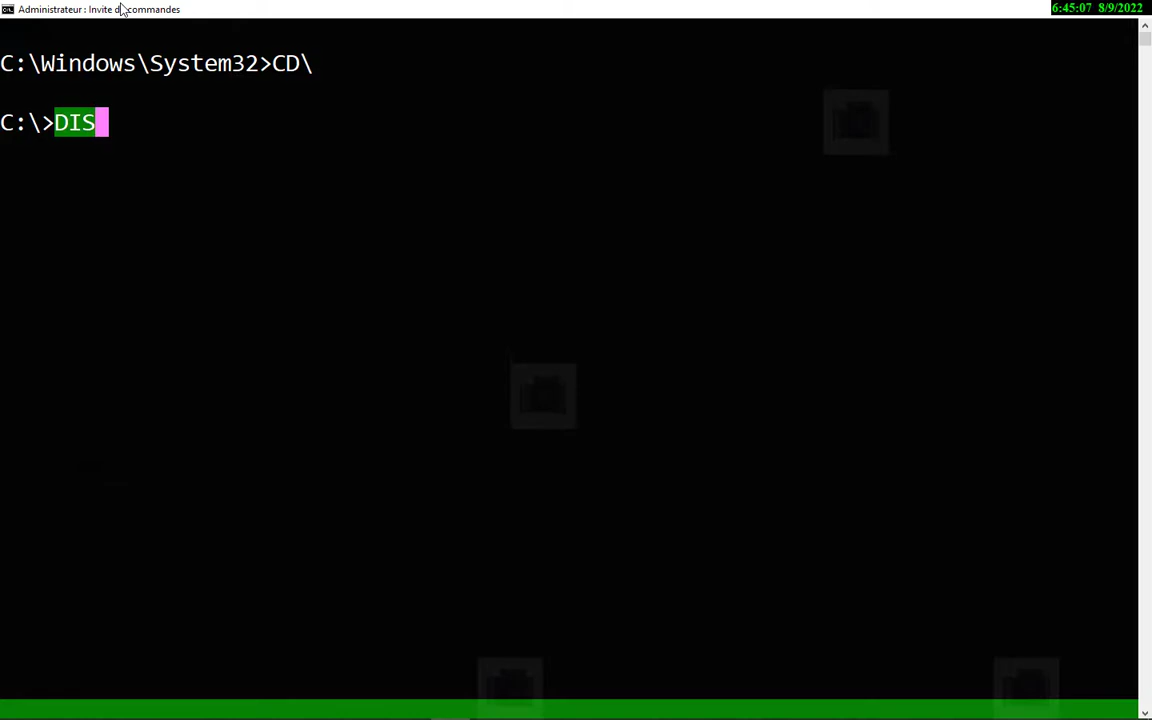 Administrateur : Invite de commandes
6:45:07 8/9/2022
C:\Windows\System32>CD\
C:\>DIS